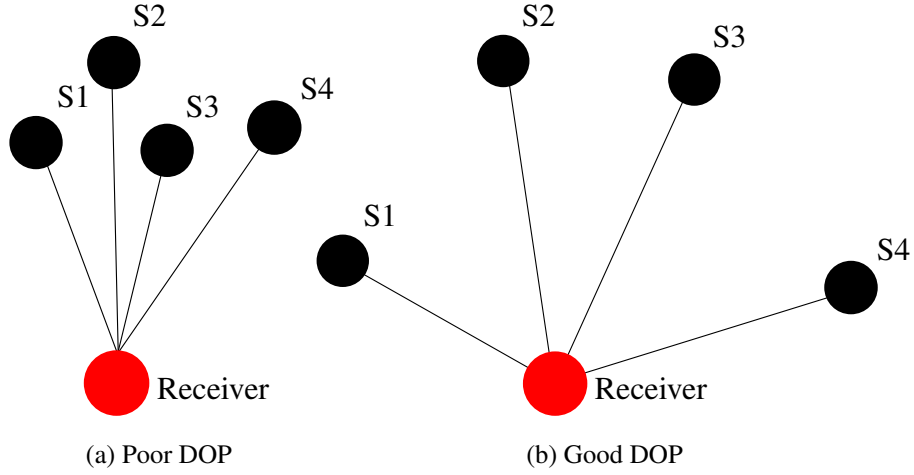 S1
S2
S3
S4
Receiver
(a) Poor DOP
S1
S2
S3
S4
Receiver
(b) Good DOP